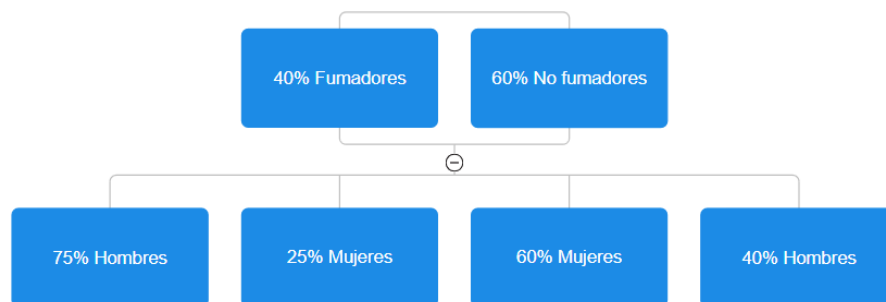 40% Fumadores
60% No fumadores
75% Hombres
25% Mujeres
60% Mujeres
40% Hombres